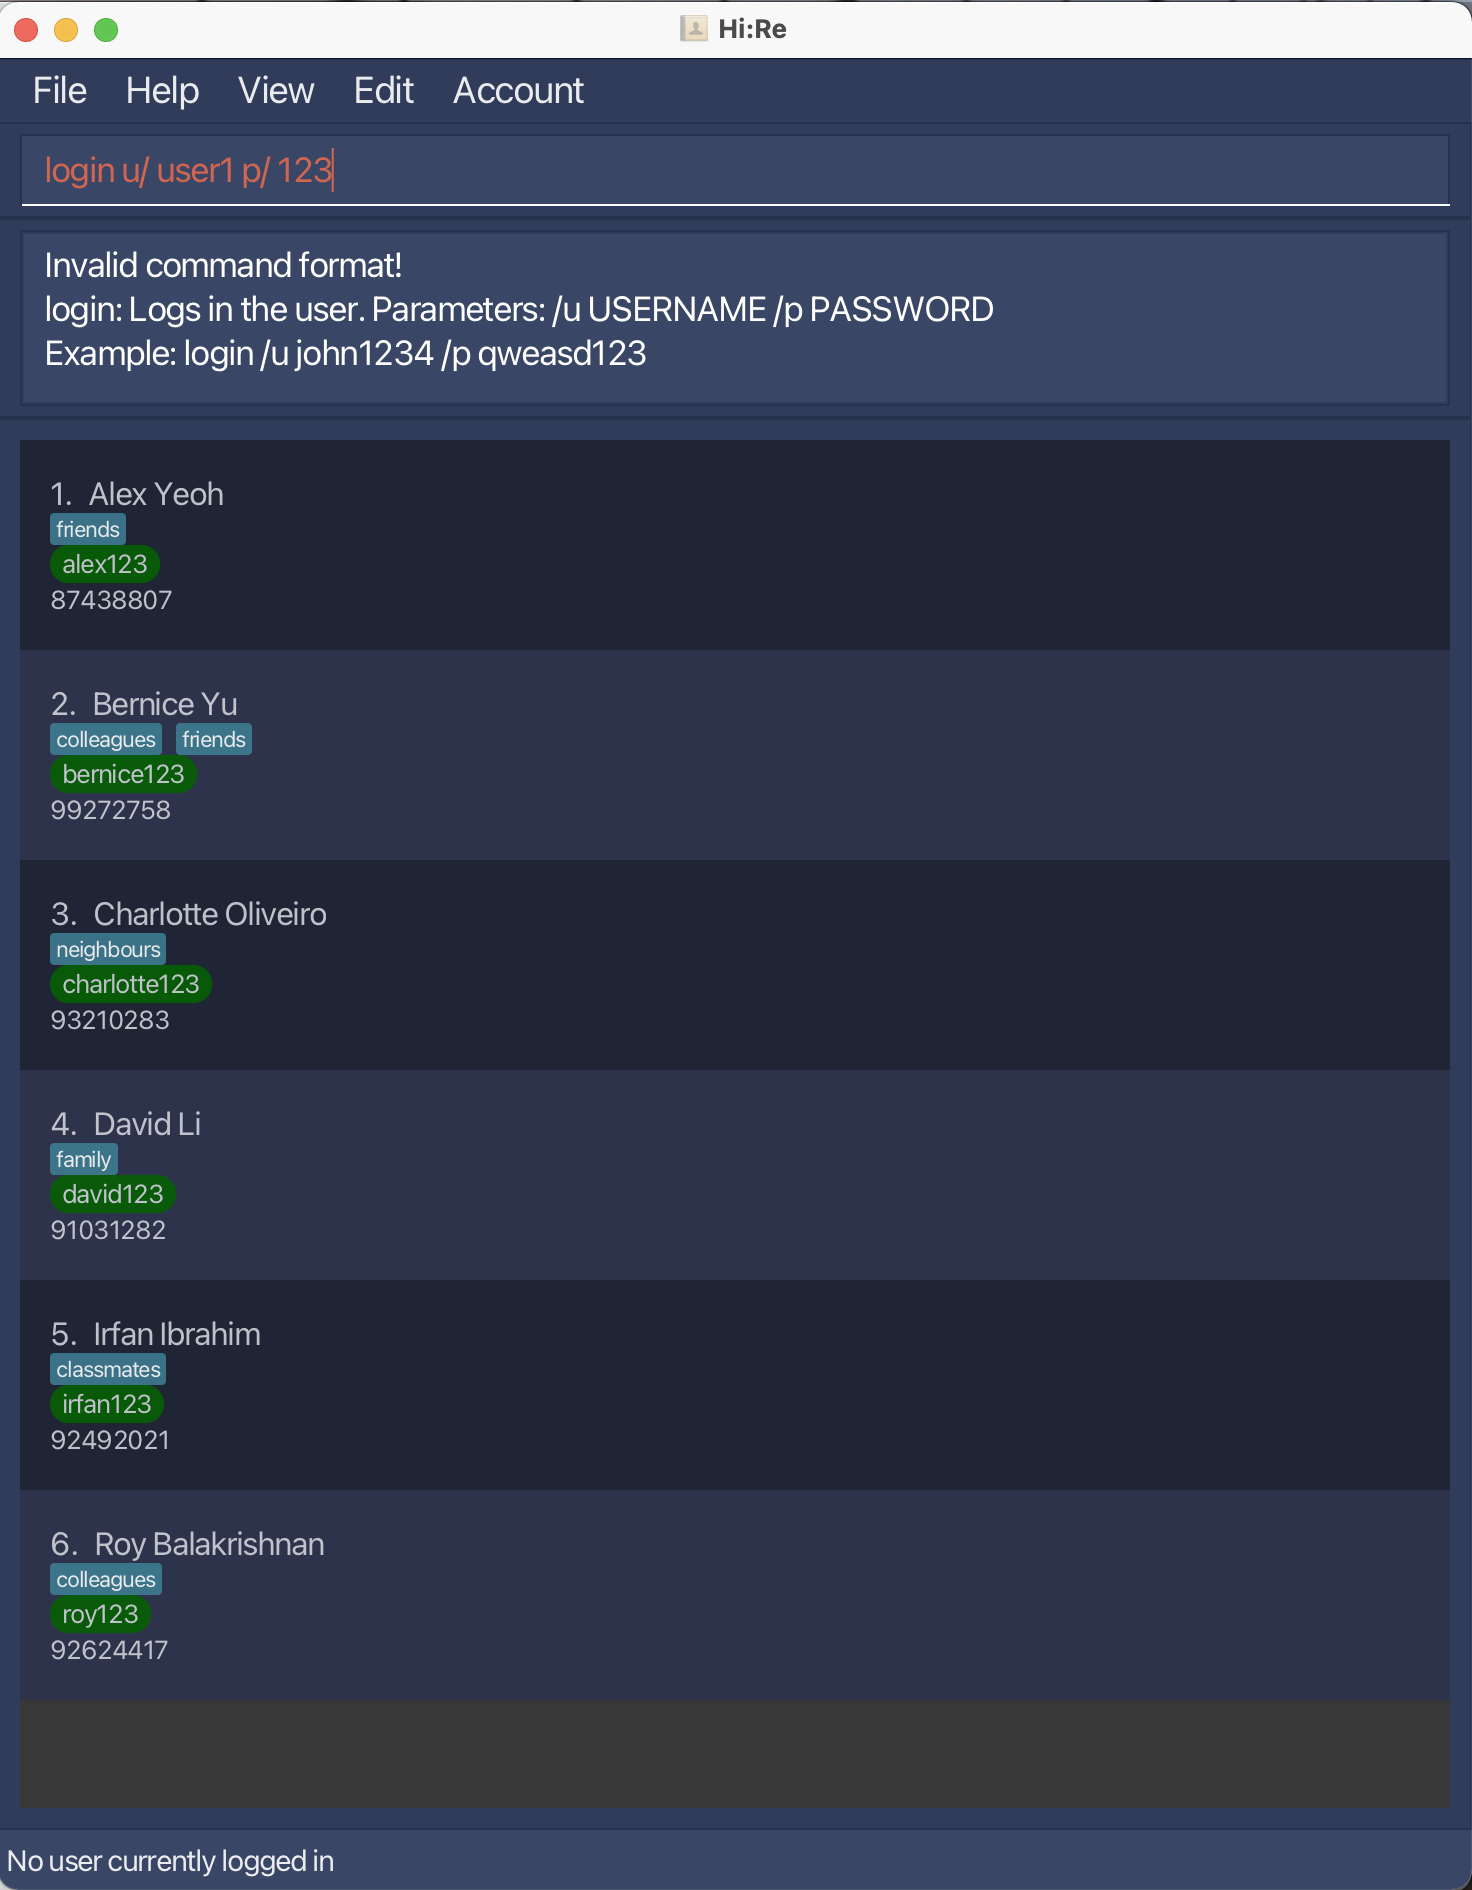 Hi:Re
File Help View Edit Account
login u/ user1 p/ 123
Invalid command format!
login: Logs in the user. Parameters: /u USERNAME /p PASSWORD
Example: login /u john1234 /p qweasd123
1. Alex Yeoh
friends
alex123
87438807
2. Bernice Yu
colleagues friends
bernice123
99272758
3. Charlotte Oliveiro
neighbours
charlotte123
93210283
4. David Li
family
david123
91031282
5. Irfan Ibrahim
classmates
irfan123
92492021
6. Roy Balakrishnan
colleagues
roy123
92624417
No user currently logged in